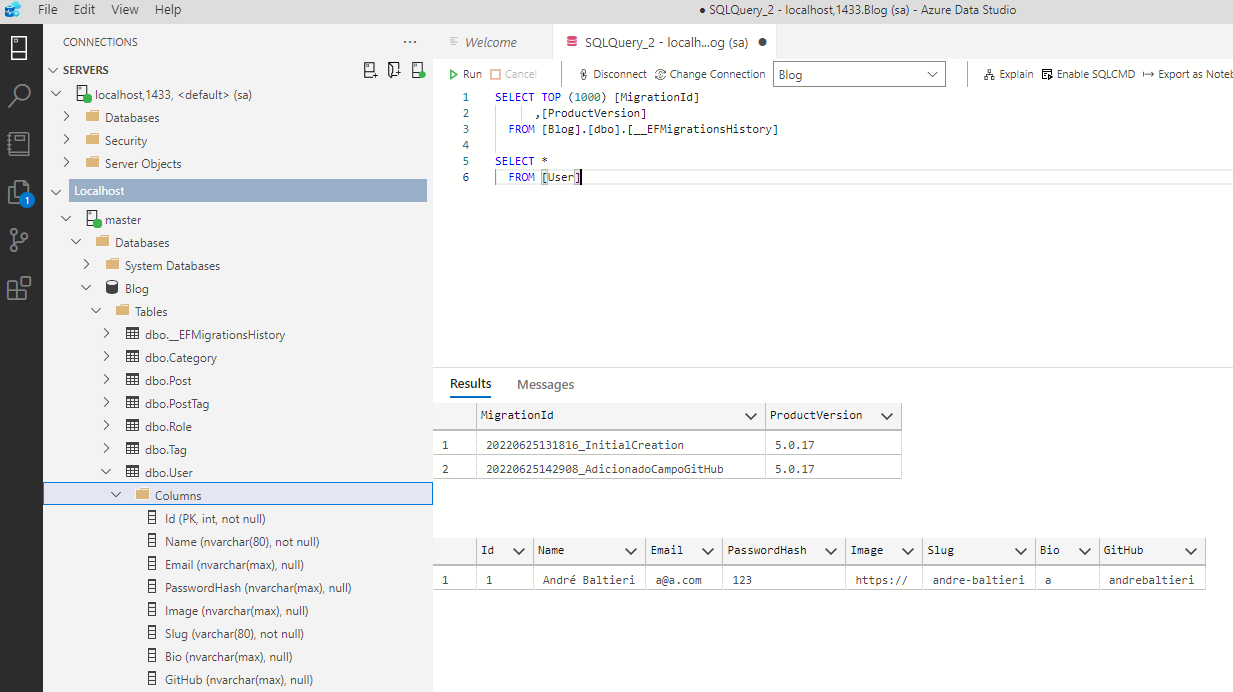 File Edit View Help
● SQLQuery_2 - localhost,1433.Blog (sa) - Azure Data Studio
CONNECTIONS
SERVERS
localhost,1433, <default> (sa)
Databases
Security
Server Objects
Localhost
master
Databases
System Databases
Blog
Tables
dbo.__EFMigrationsHistory
dbo.Category
dbo.Post
dbo.PostTag
dbo.Role
dbo.Tag
dbo.User
Columns
Id (PK, int, not null)
Name (nvarchar(80), not null)
Email (nvarchar(max), null)
PasswordHash (nvarchar(max), null)
Image (nvarchar(max), null)
Slug (varchar(80), not null)
Bio (nvarchar(max), null)
GitHub (nvarchar(max), null)
1
Welcome
SQLQuery_2 - localh...og (sa) ●
Run Cancel Disconnect Change Connection Blog Explain Enable SQLCMD Export as Noteb
1 SELECT TOP (1000) [MigrationId]
2 ,[ProductVersion]
3 FROM [Blog].[dbo].[__EFMigrationsHistory]
4
5 SELECT *
6 FROM [User]
Results Messages
MigrationId ProductVersion
1 20220625131816_InitialCreation 5.0.17
2 20220625142908_AdicionadoCampoGitHub 5.0.17
Id Name Email PasswordHash Image Slug Bio GitHub
1 1 André Baltieri a@a.com 123 https:// andre-baltieri a andrebaltieri